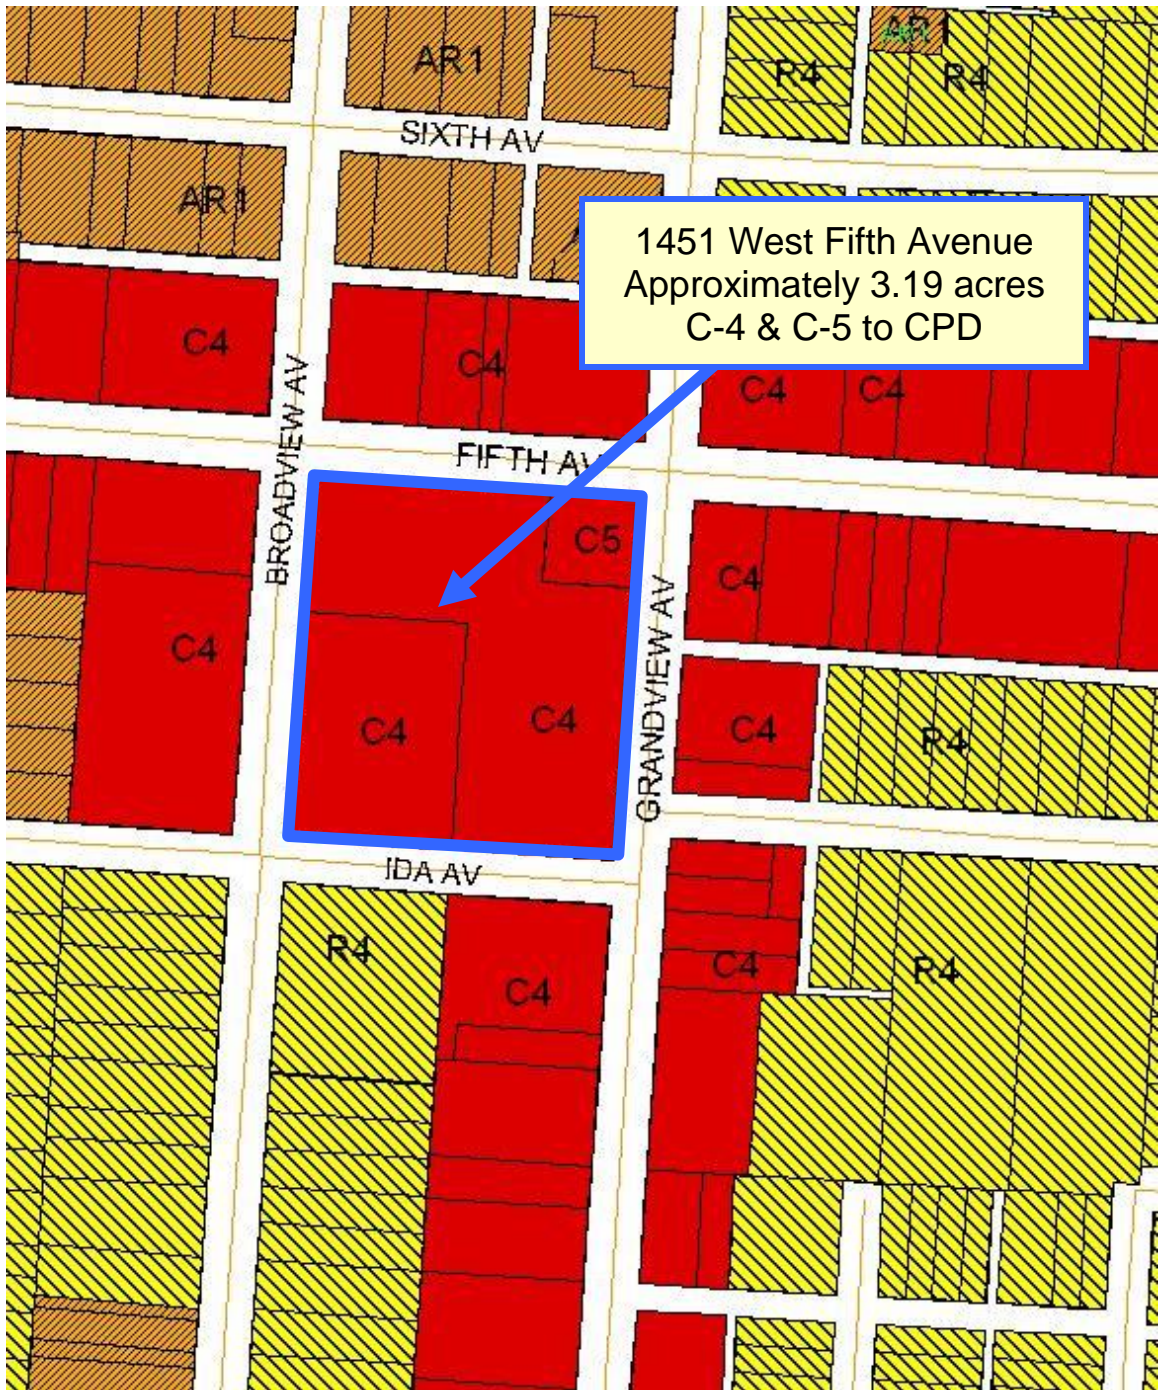 AR1
R4
AR1
R4
SIXTH AV
AR1
1451 West Fifth Avenue
Approximately 3.19 acres
C-4 & C-5 to CPD
C4
C4
C4
C4
BROADVIEW AV
FIFTH AV
C5
C4
C4
GRANDVIEW AV
C4
C4
C4
C4
R4
IDA AV
R4
C4
C4
R4